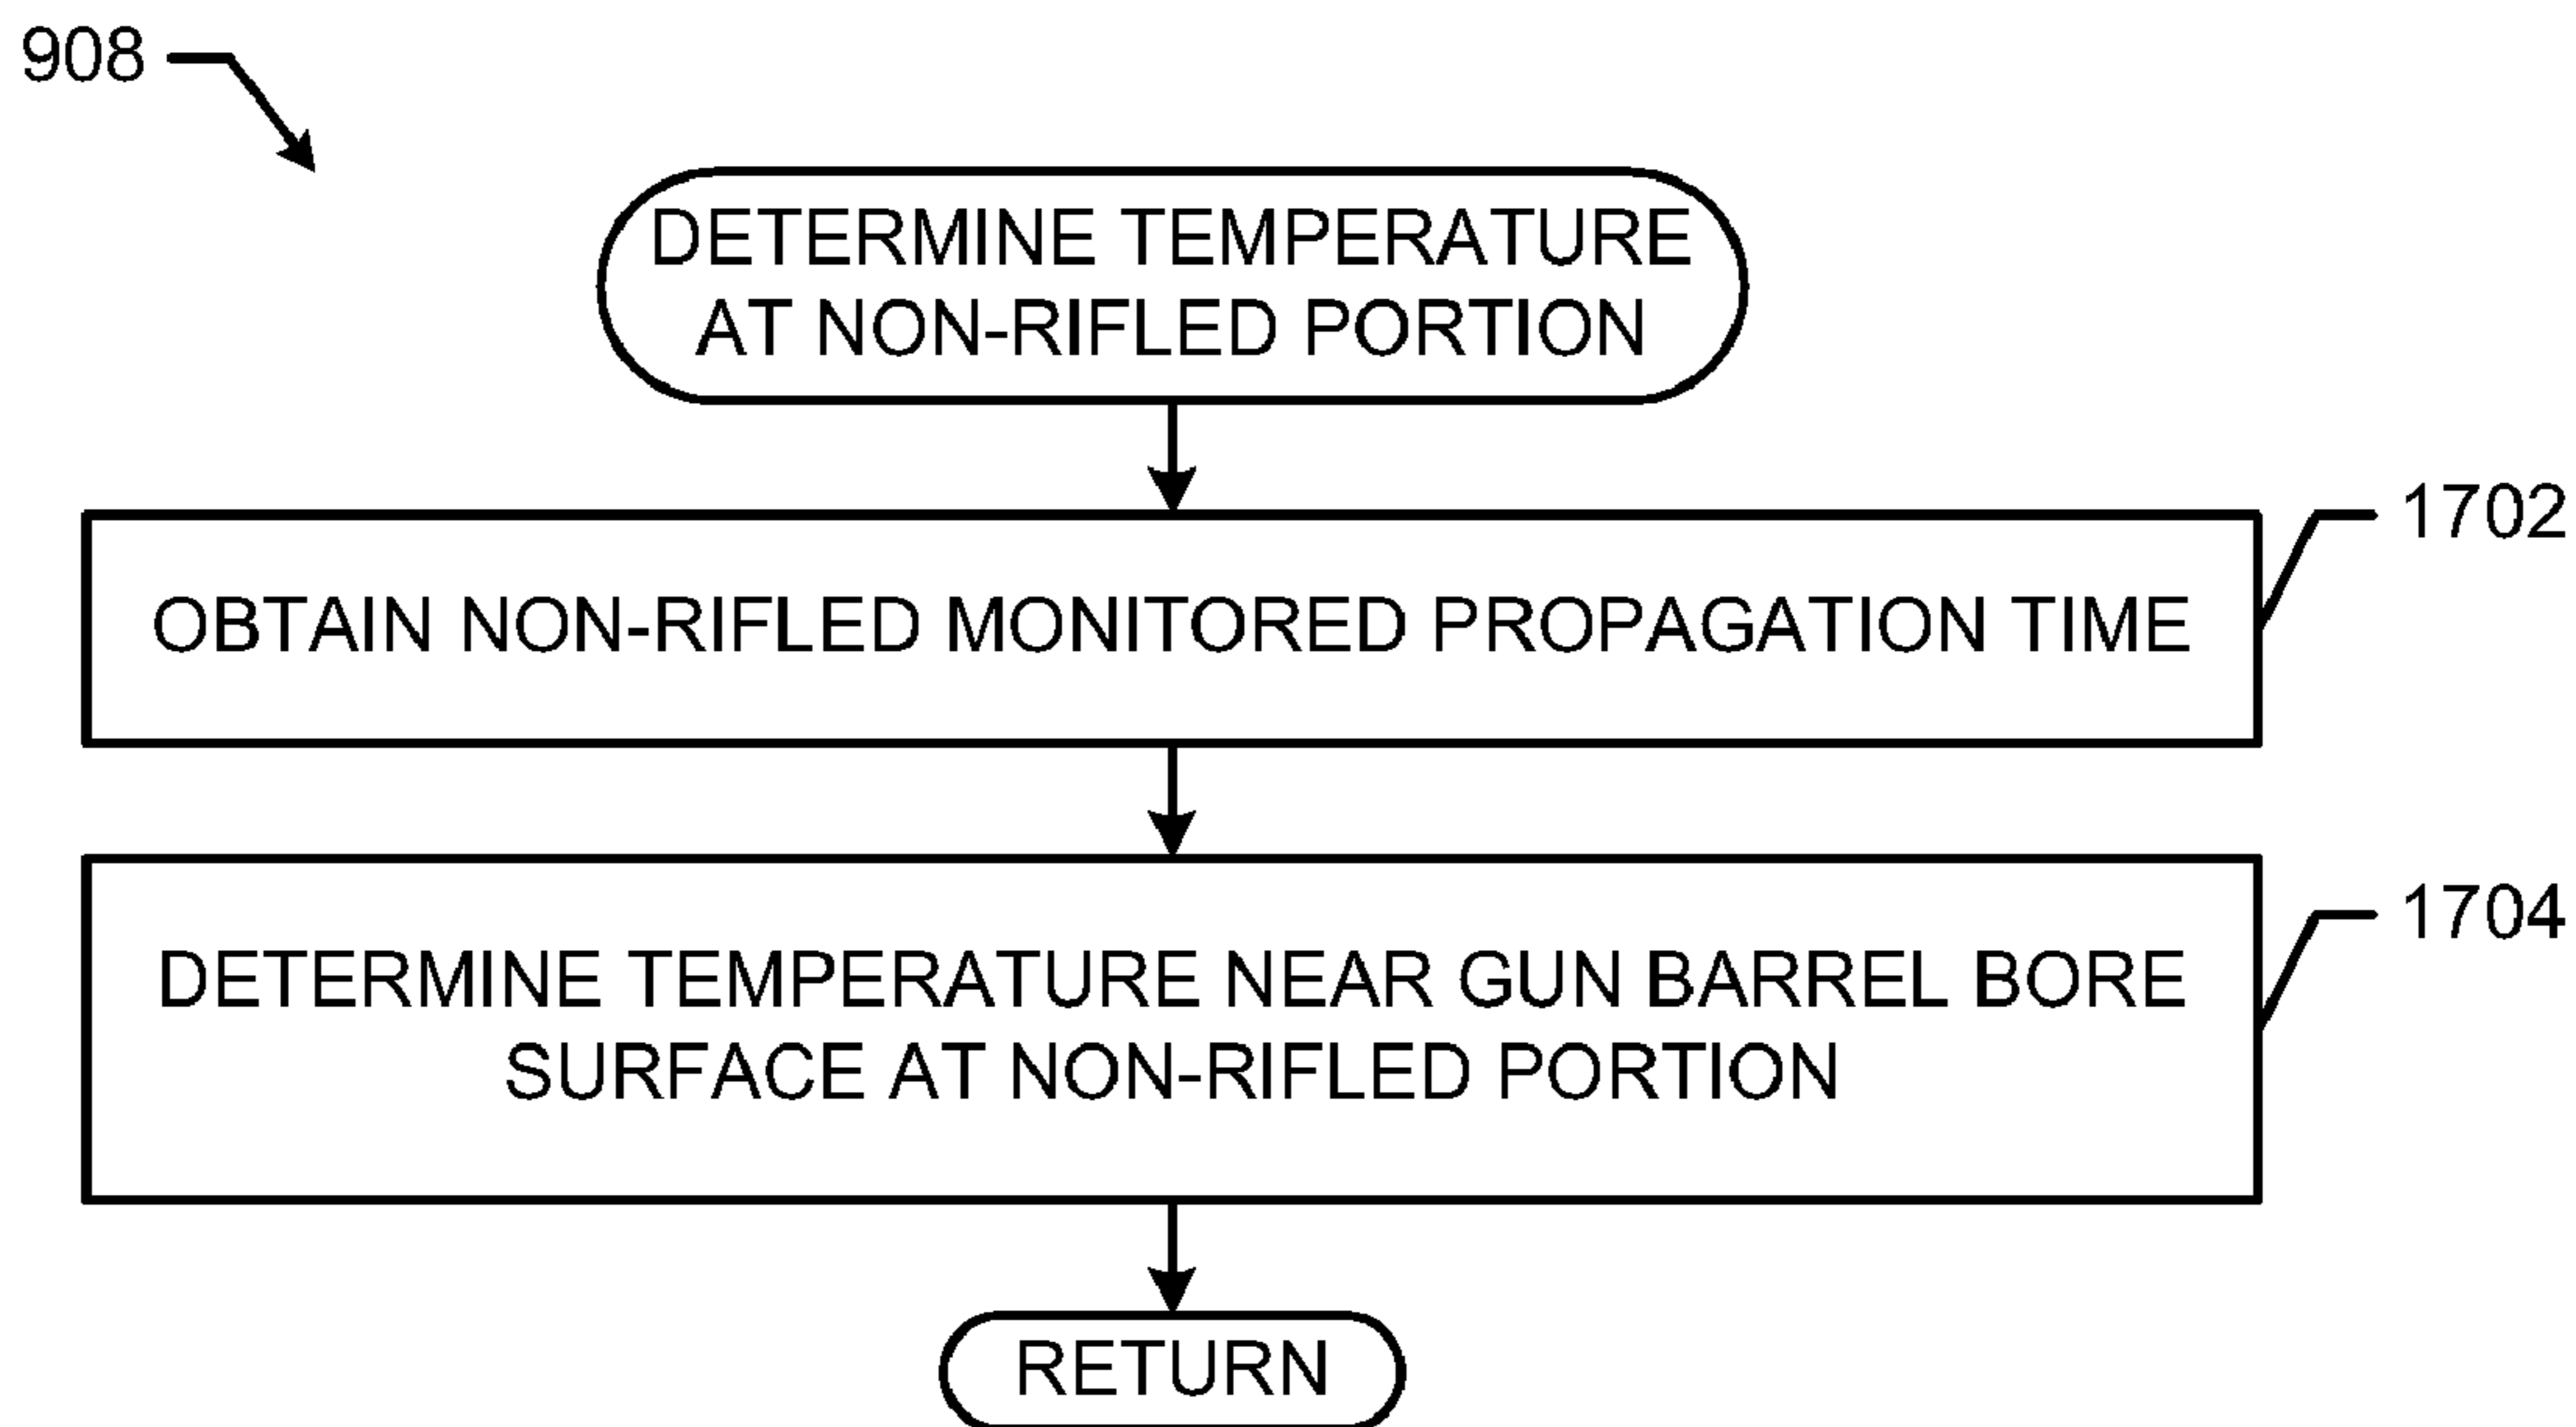 908
DETERMINE TEMPERATURE
AT NON-RIFLED PORTION
1702
OBTAIN NON-RIFLED MONITORED PROPAGATION TIME
1704
DETERMINE TEMPERATURE NEAR GUN BARREL BORE
SURFACE AT NON-RIFLED PORTION
RETURN